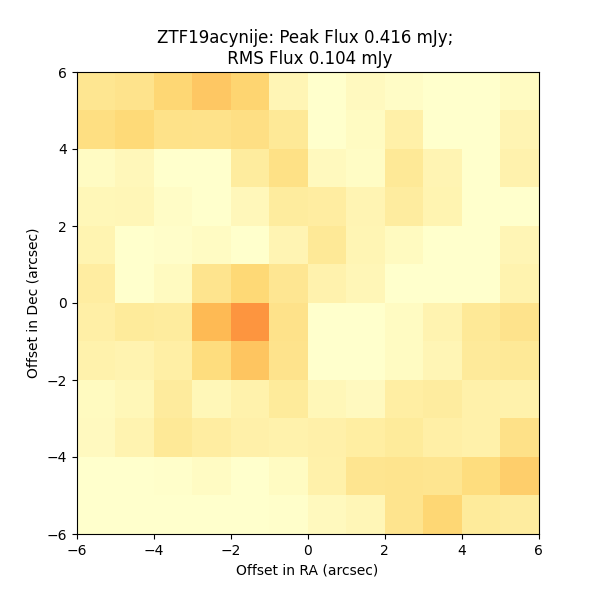 ZTF19acynije: Peak Flux 0.416 mJy;
RMS Flux 0.104 mJy
6
4
2
0
−2
−4
−6
Offset in Dec (arcsec)
−6 −4 −2 0 2 4 6
Offset in RA (arcsec)